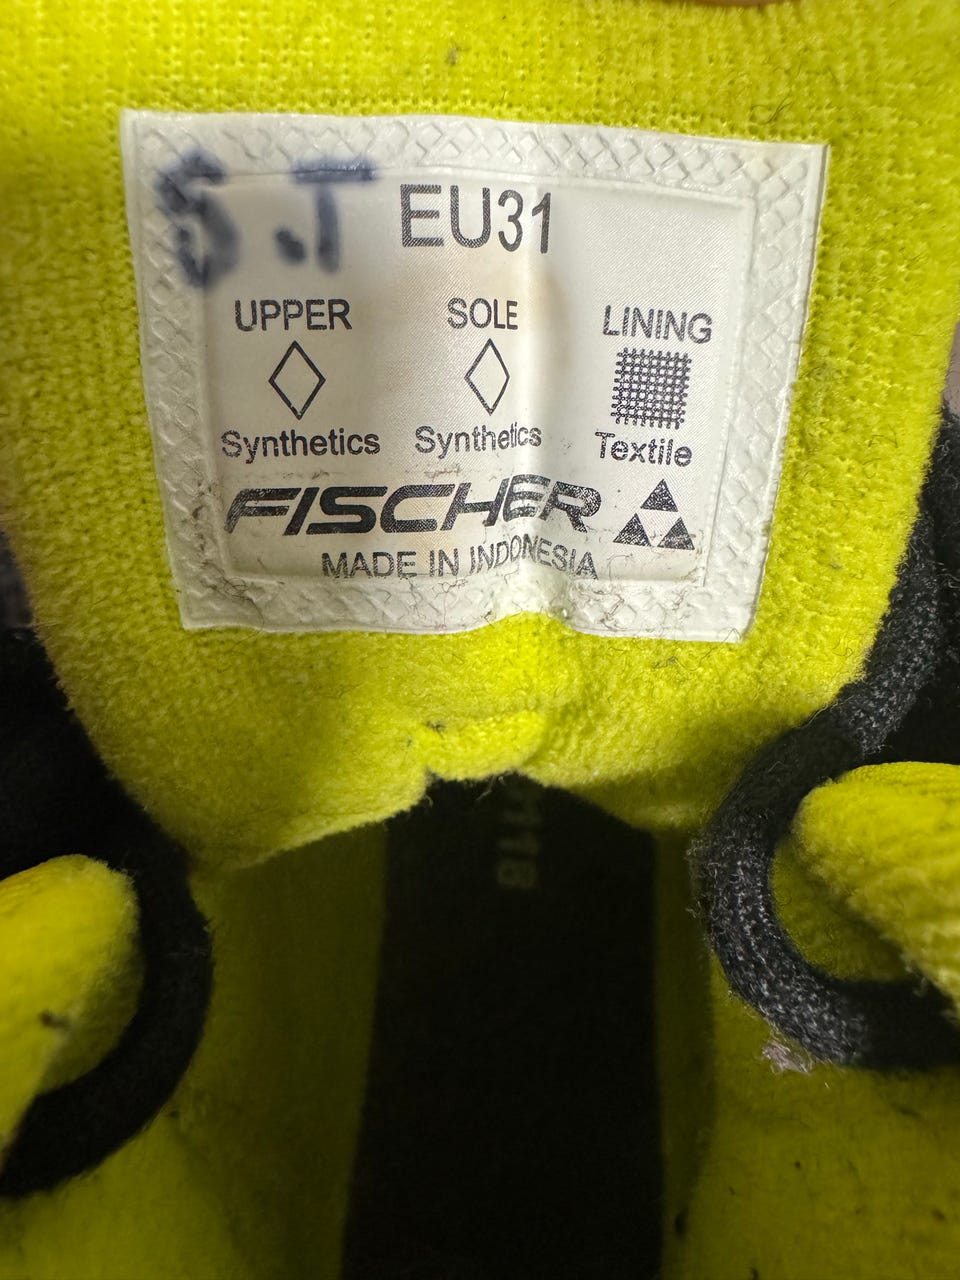 S.T EU31
UPPER SOLE LINING
Synthetics Synthetics Textile
FISCHER
MADE IN INDONESIA